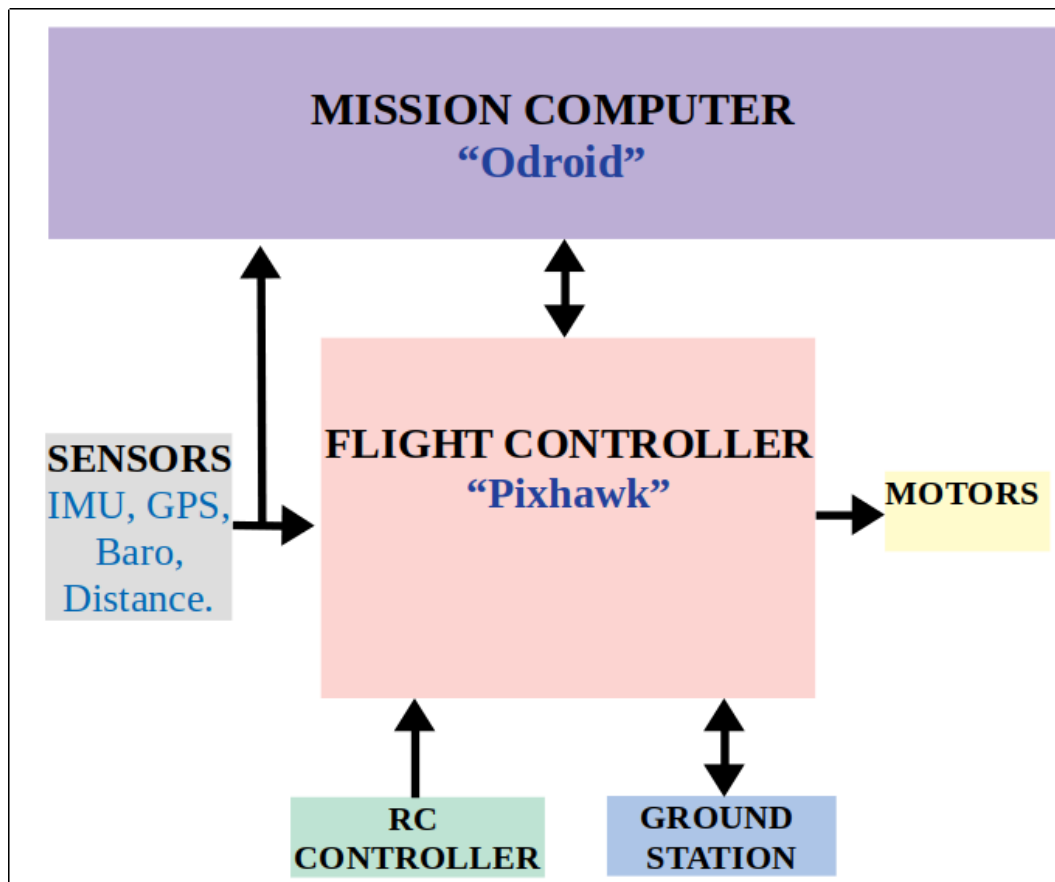 MISSION COMPUTER
“Odroid”
FLIGHT CONTROLLER
“Pixhawk”
SENSORS
IMU, GPS,
Baro,
Distance.
MOTORS
RC
CONTROLLER
GROUND
STATION